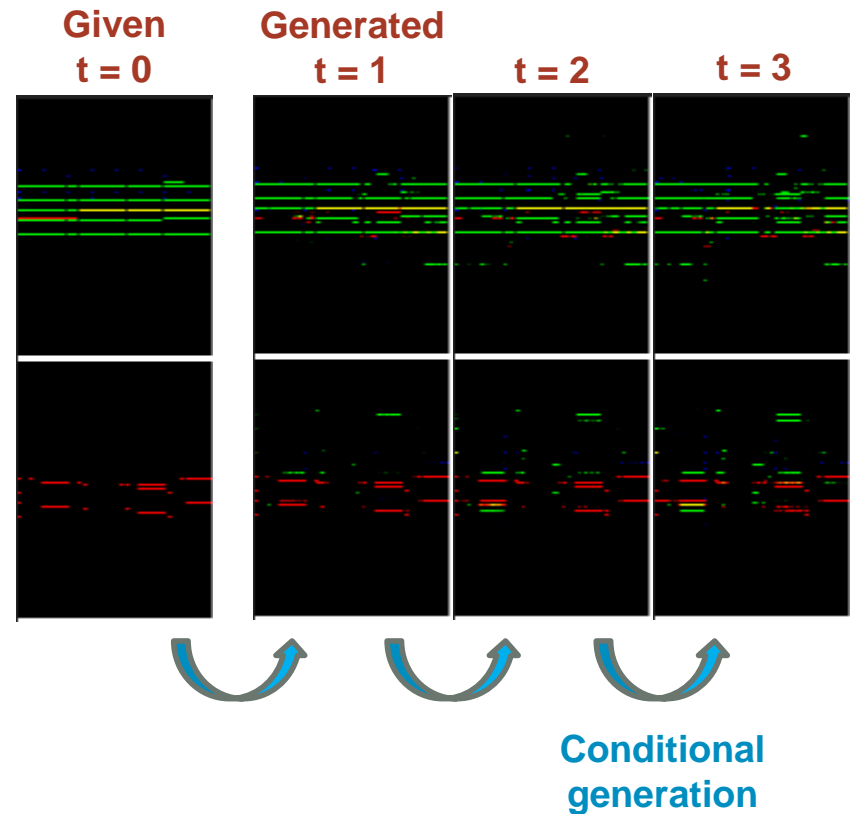 Given
t = 0
Generated
t = 1
t = 2
t = 3
Conditional
generation